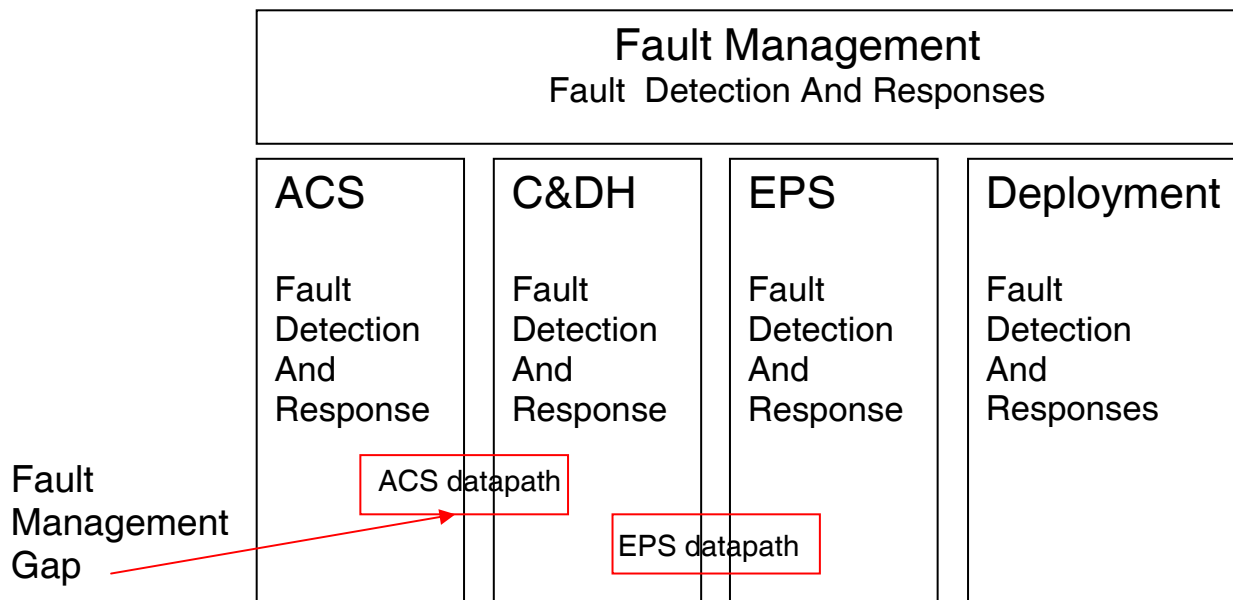 Fault Management
Fault Detection And Responses
ACS
Fault
Detection
And
Response
C&DH
Fault
Detection
And
Response
EPS
Fault
Detection
And
Response
Deployment
Fault
Detection
And
Responses
ACS datapath
EPS datapath
Fault
Management
Gap